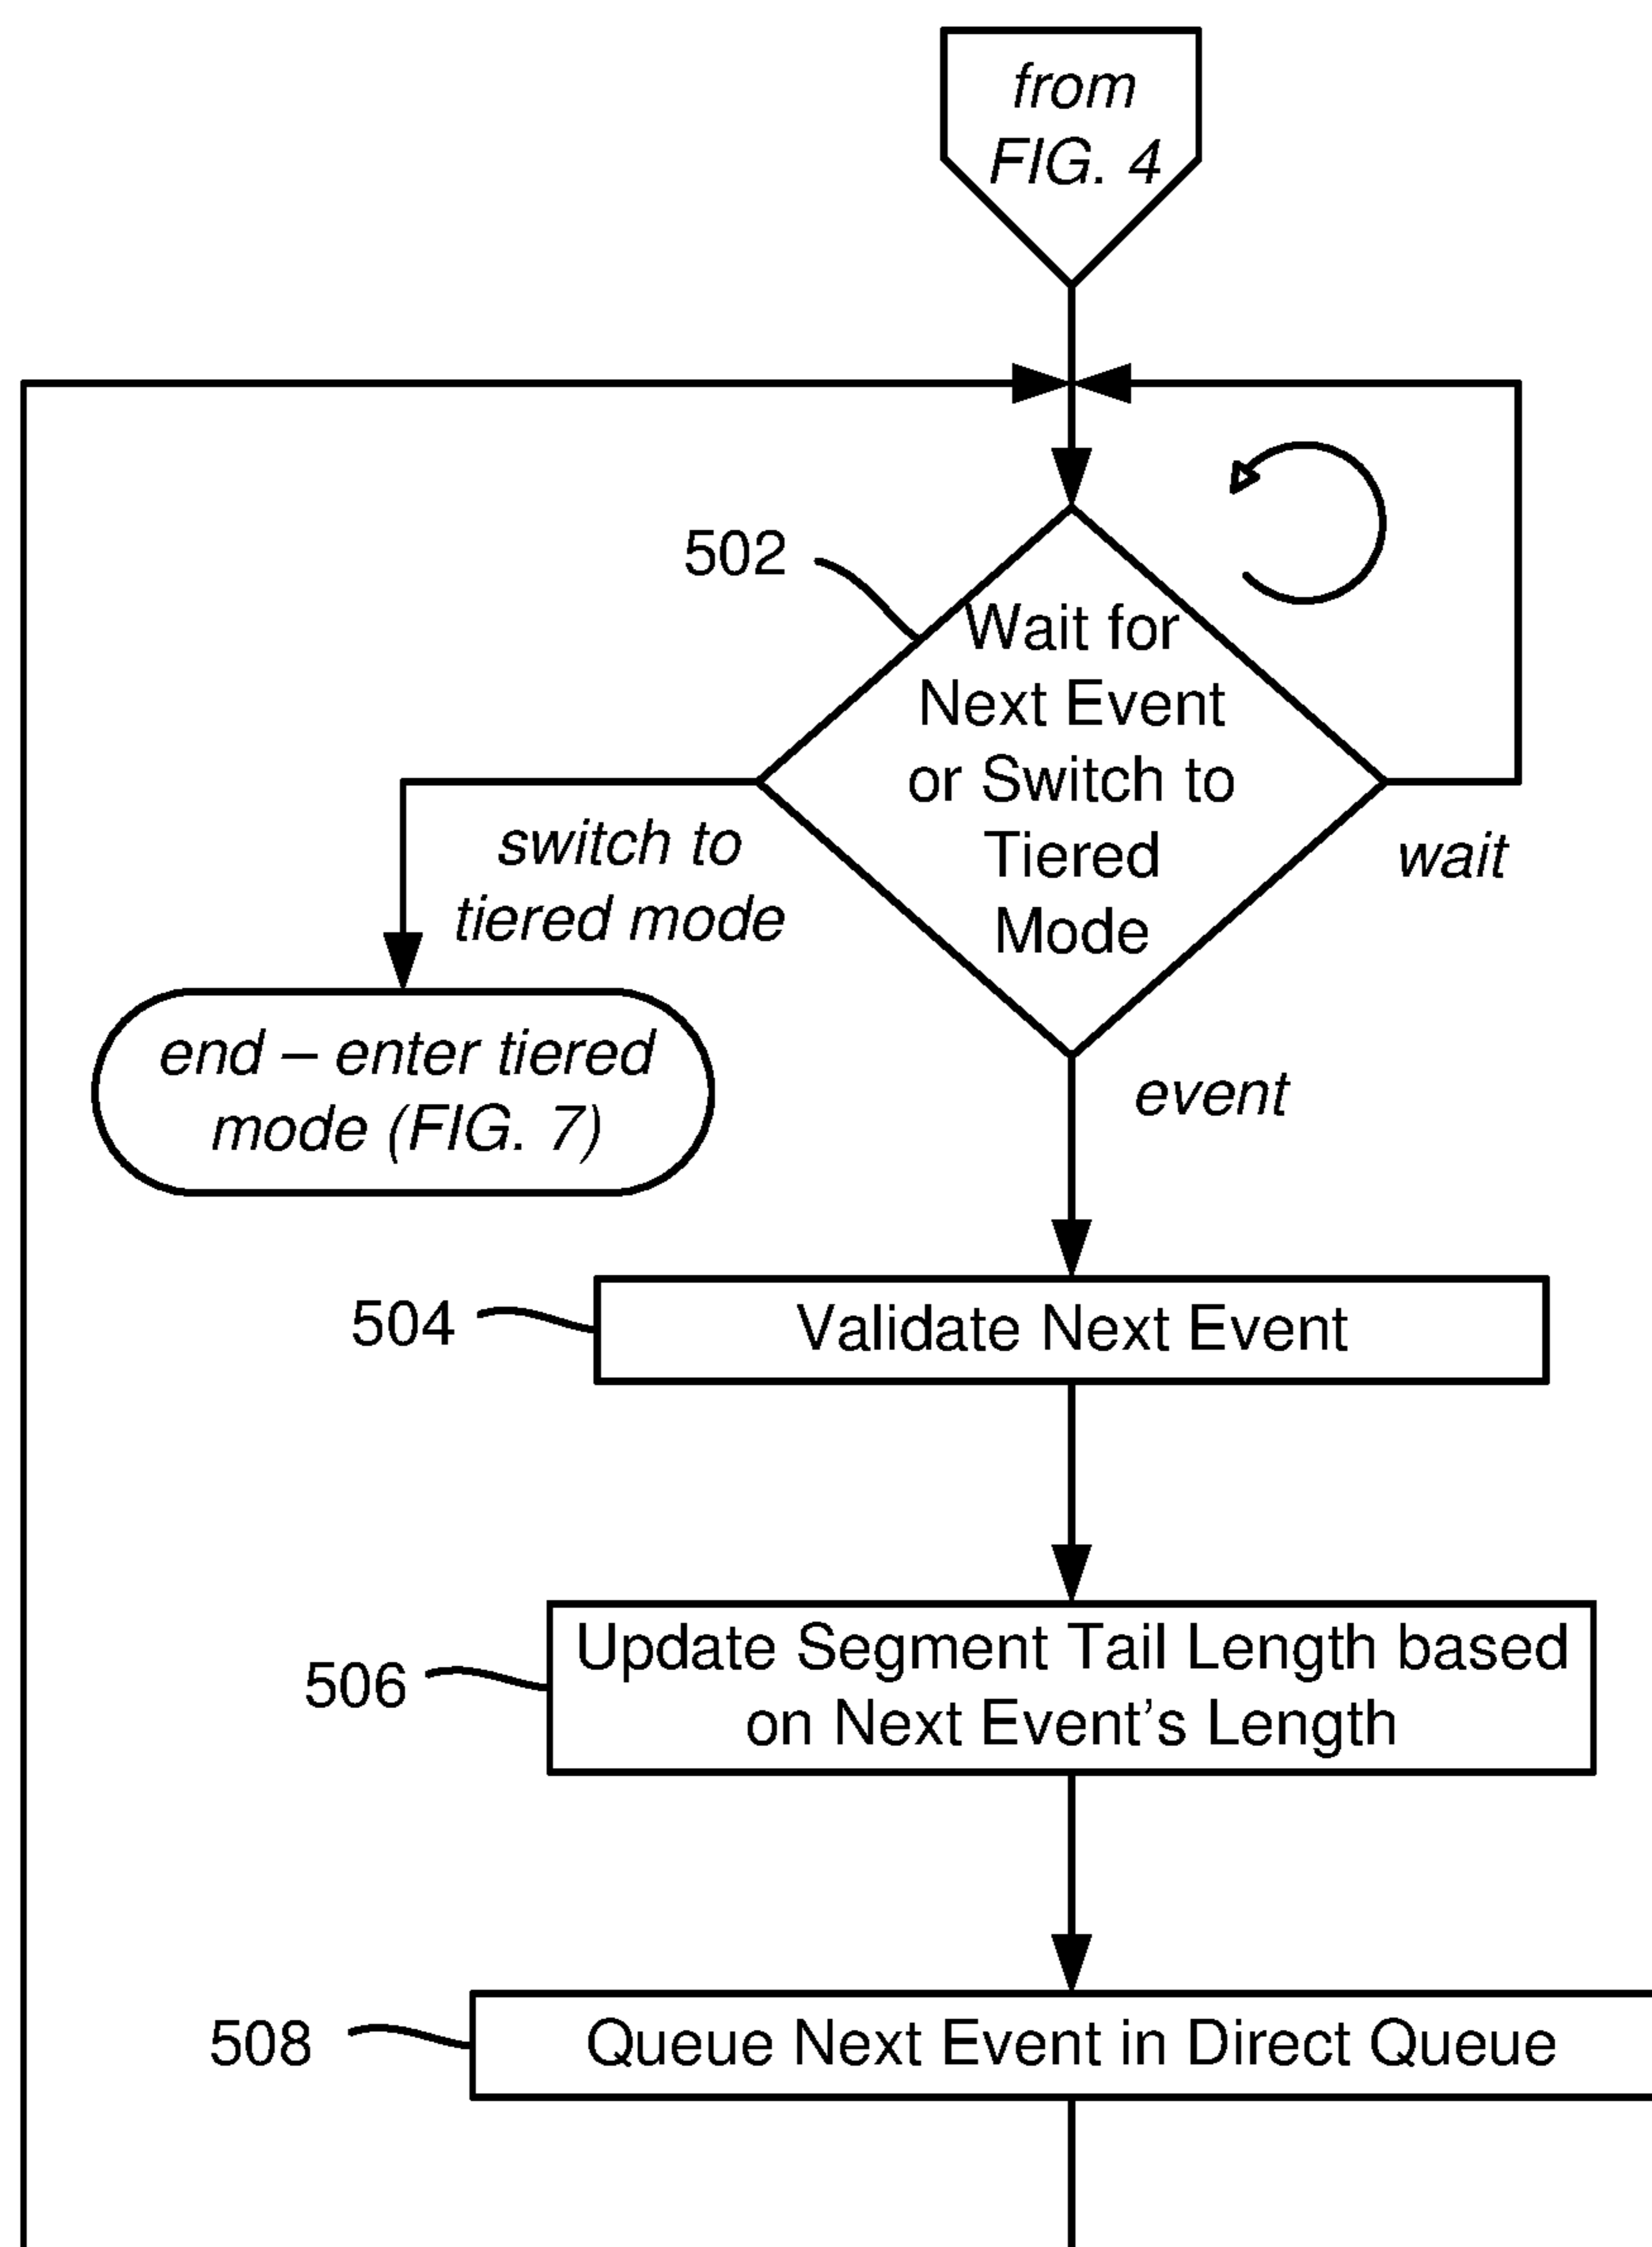 from
FIG. 4
502
Wait for
Next Event
or Switch to
Tiered
Mode
switch to
tiered mode
wait
end – enter tiered
mode (FIG. 7)
event
504
Validate Next Event
506
Update Segment Tail Length based
on Next Event’s Length
508
Queue Next Event in Direct Queue